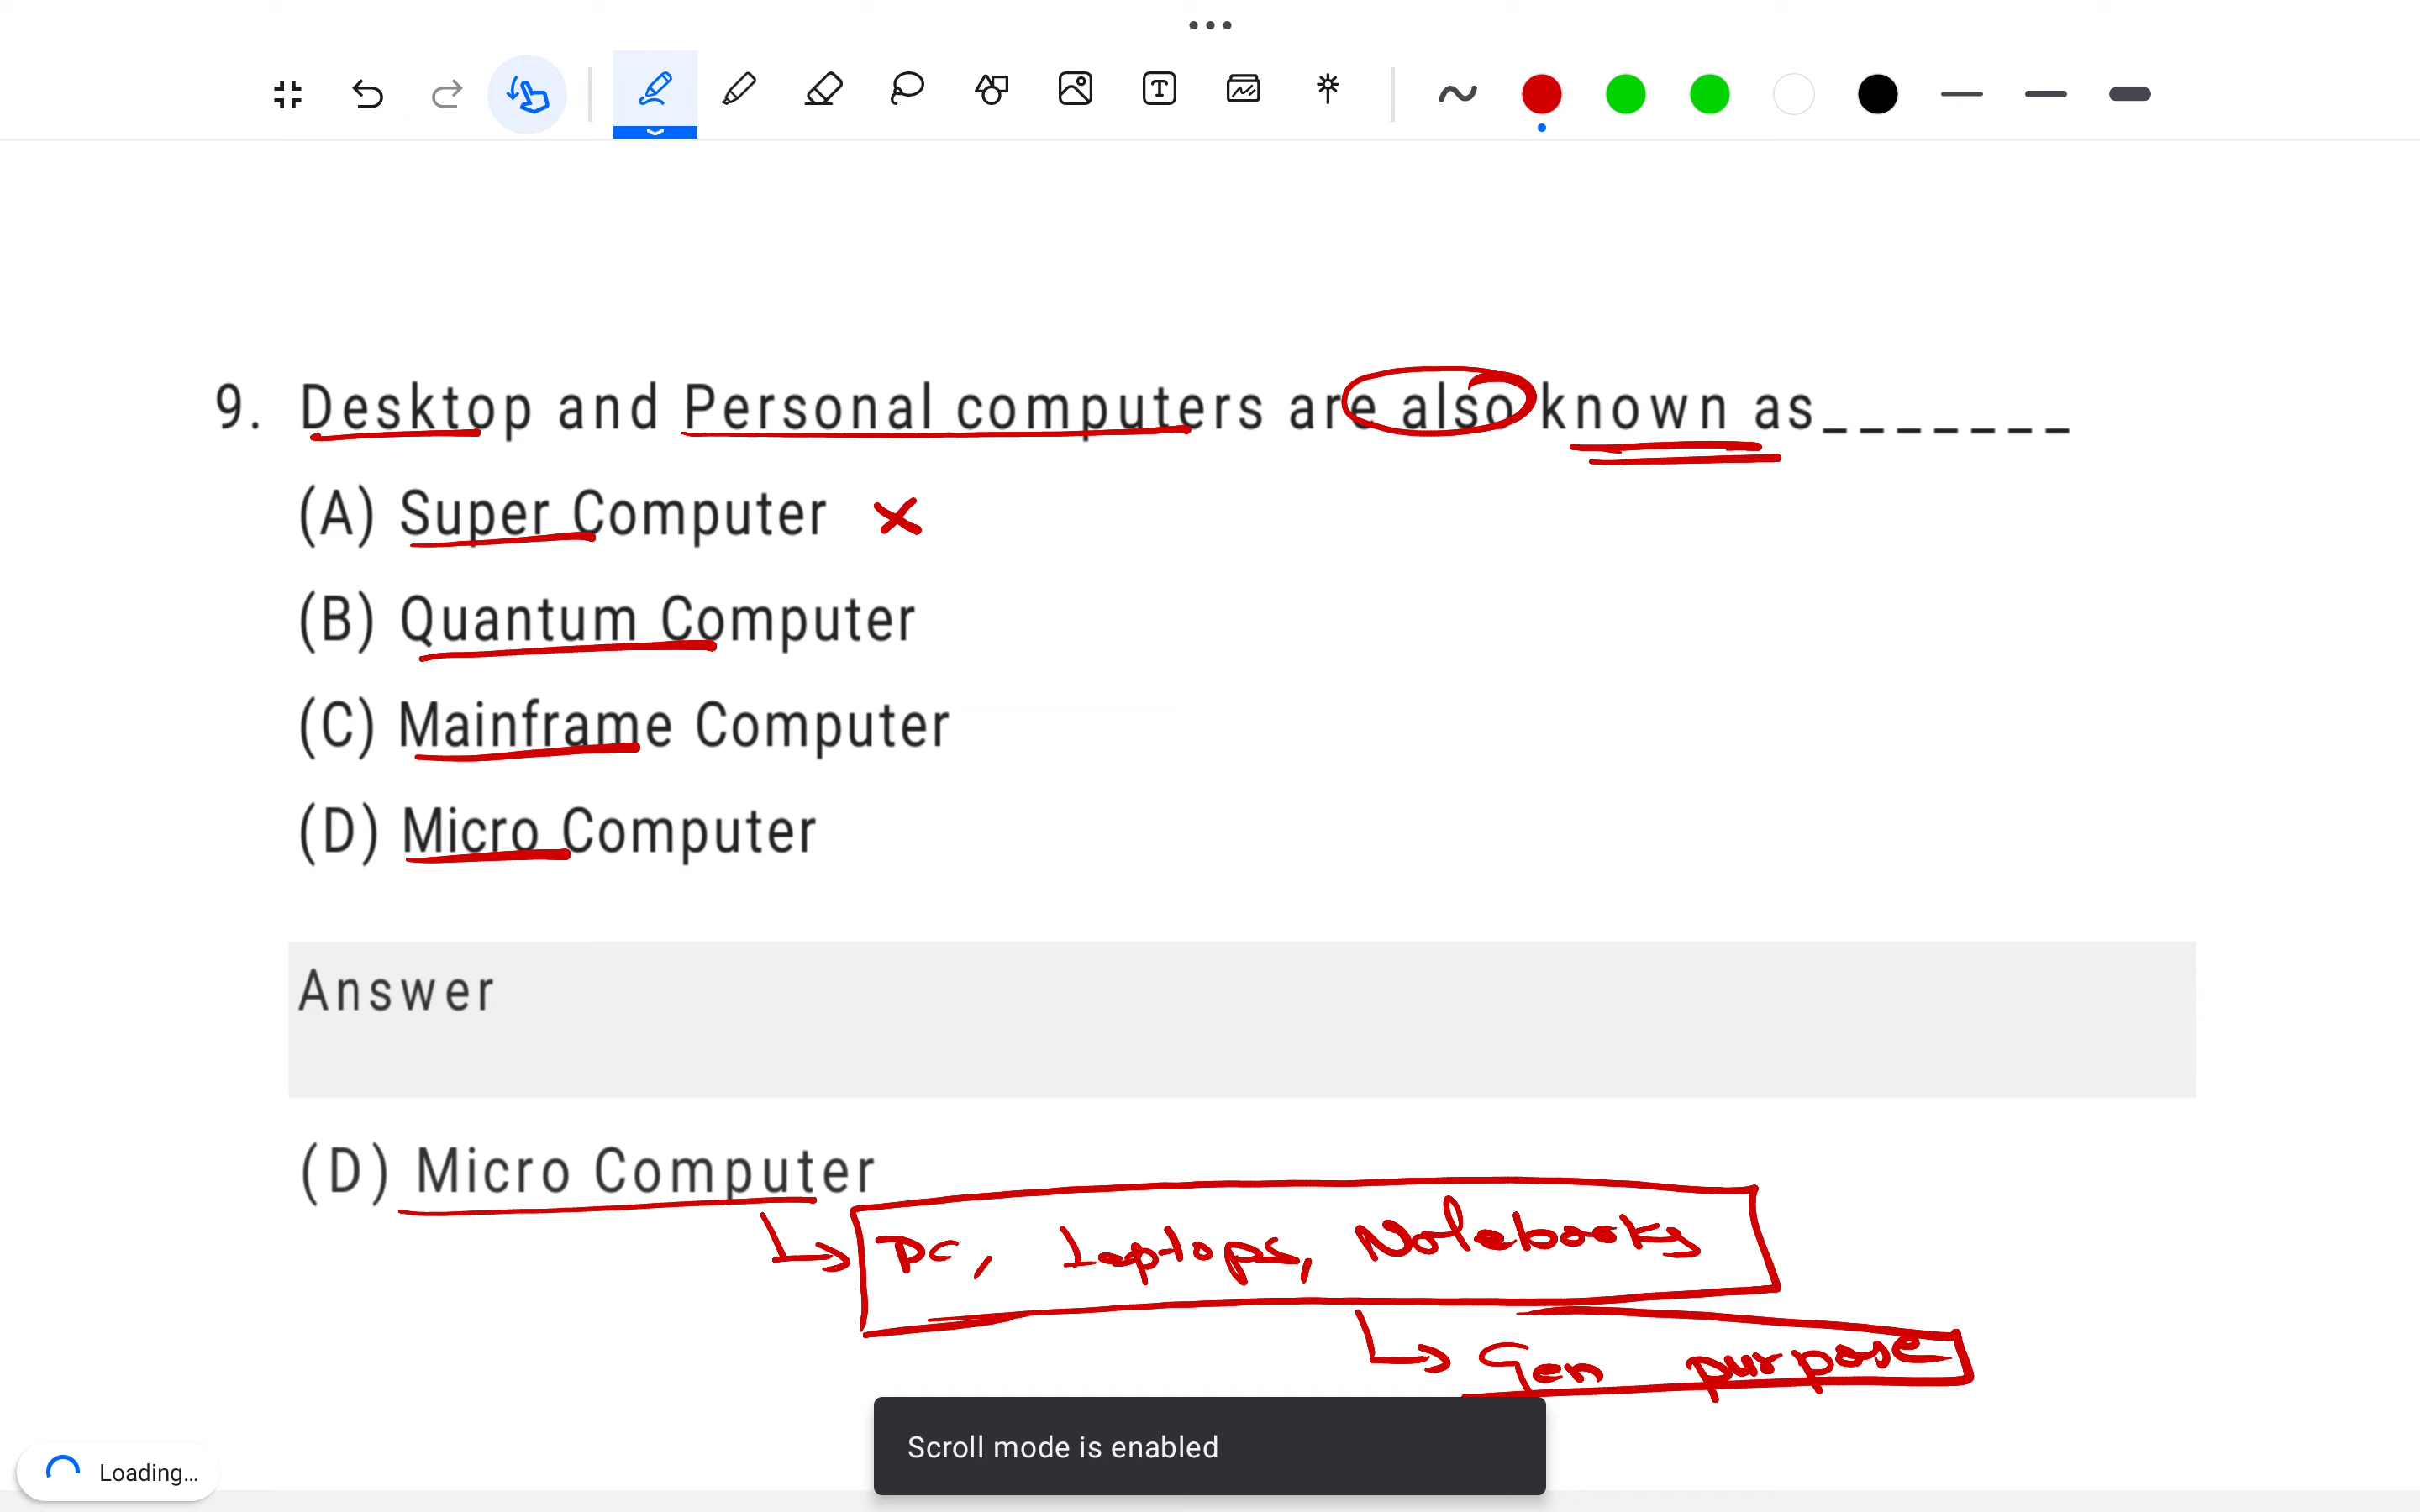 9. Desktop and Personal computers are also known as_______
(A) Super Computer
(B) Quantum Computer
(C) Mainframe Computer
(D) Micro Computer
Answer
(D) Micro Computer
PC, Laptops, Notebooks
Gen purpose
Scroll mode is enabled
Loading...